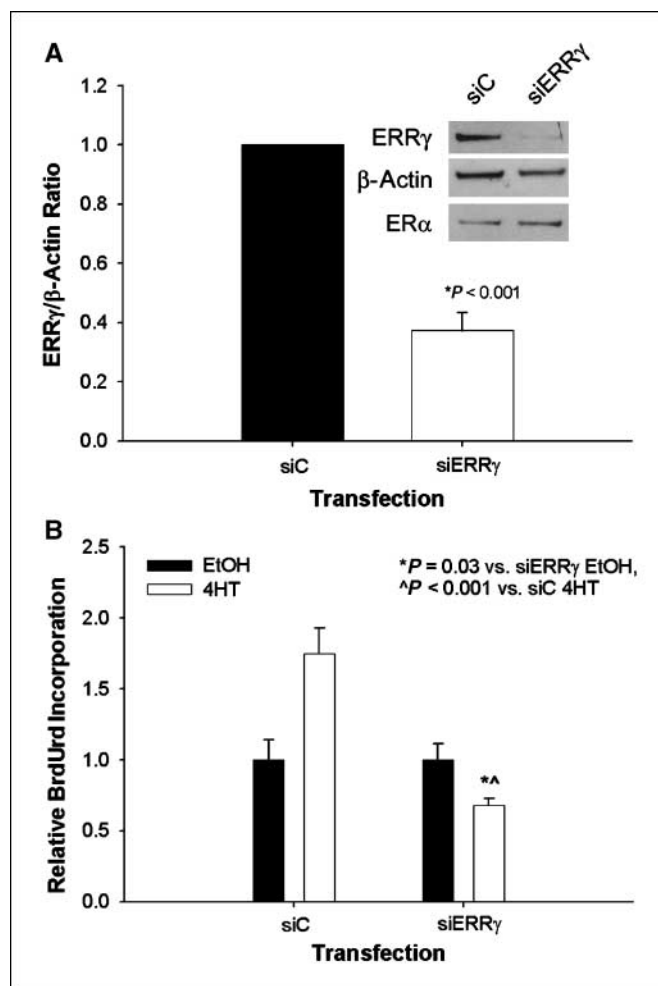 A
siC
siERRγ
ERRγ
β-Actin
ERα
1.2
1.0
0.8
0.6
0.4
0.2
0.0
ERRγ/β-Actin Ratio
*P < 0.001
siC
siERRγ
Transfection
B
EtOH
4HT
*P = 0.03 vs. siERRγ EtOH,
^P < 0.001 vs. siC 4HT
2.5
2.0
1.5
1.0
0.5
0.0
Relative BrdUrd Incorporation
*^
siC
siERRγ
Transfection